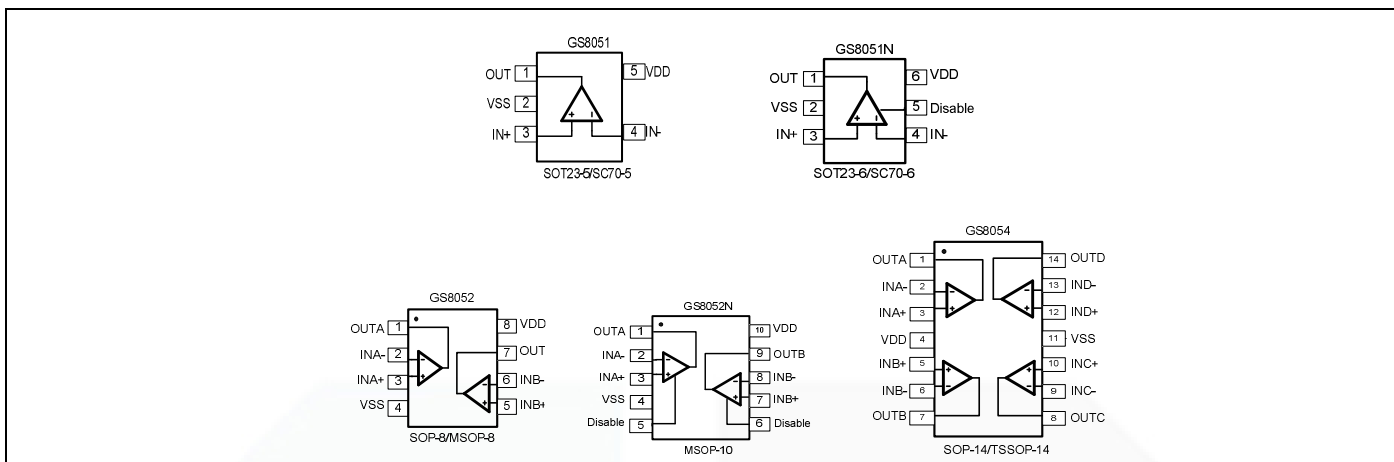 GS8051
OUT 1 5 VDD
VSS 2
IN+ 3 4 IN-
+ -
SOT23-5/SC70-5
GS8051N
OUT 1 6 VDD
VSS 2 5 Disable
IN+ 3 4 IN-
+ -
SOT23-6/SC70-6
GS8052
OUTA 1 8 VDD
INA- 2 7 OUT
INA+ 3 6 INB-
VSS 4 5 INB+
- +
- +
SOP-8/MSOP-8
GS8052N
OUTA 1 10 VDD
INA- 2 9 OUTB
INA+ 3 8 INB-
VSS 4 7 INB+
Disable 5 6 Disable
- +
- +
MSOP-10
GS8054
OUTA 1 14 OUTD
INA- 2 13 IND-
INA+ 3 12 IND+
VDD 4 11 VSS
INB+ 5 10 INC+
INB- 6 9 INC-
OUTB 7 8 OUTC
- +
- +
+ -
+ -
SOP-14/TSSOP-14